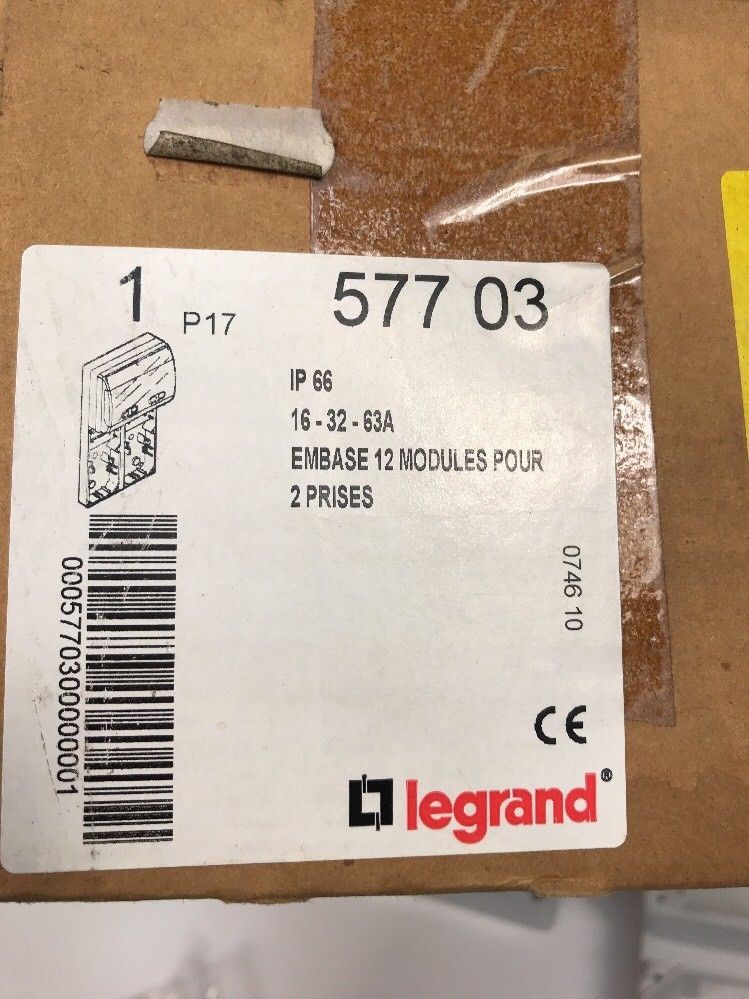 1 P17 577 03
IP 66
16 - 32 - 63A
EMBASE 12 MODULES POUR
2 PRISES
0005770300000001
0746 10
CE
legrand®